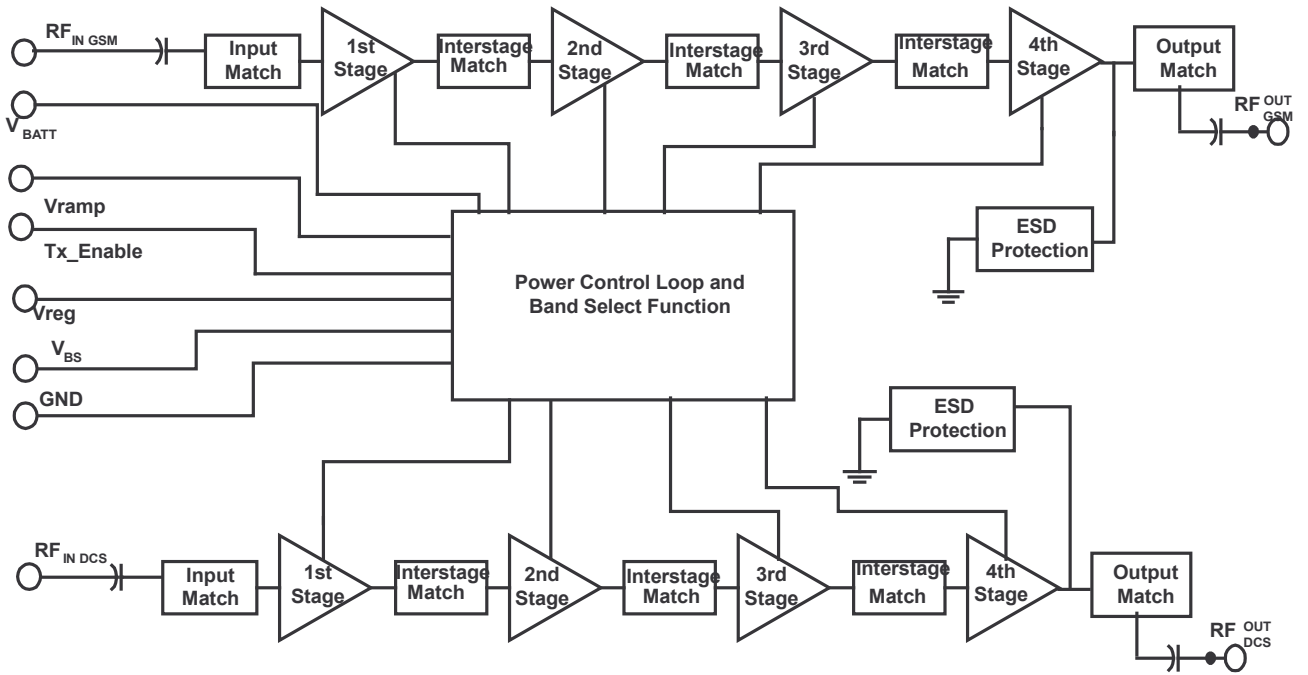 RF IN GSM
Input
Match
1st
Stage
Interstage
Match
2nd
Stage
Interstage
Match
3rd
Stage
Interstage
Match
4th
Stage
Output
Match
RF OUT
GSM
V BATT
Vramp
Tx_Enable
Vreg
V BS
GND
Power Control Loop and
Band Select Function
ESD
Protection
ESD
Protection
RF IN DCS
Input
Match
1st
Stage
Interstage
Match
2nd
Stage
Interstage
Match
3rd
Stage
Interstage
Match
4th
Stage
Output
Match
RF OUT
DCS